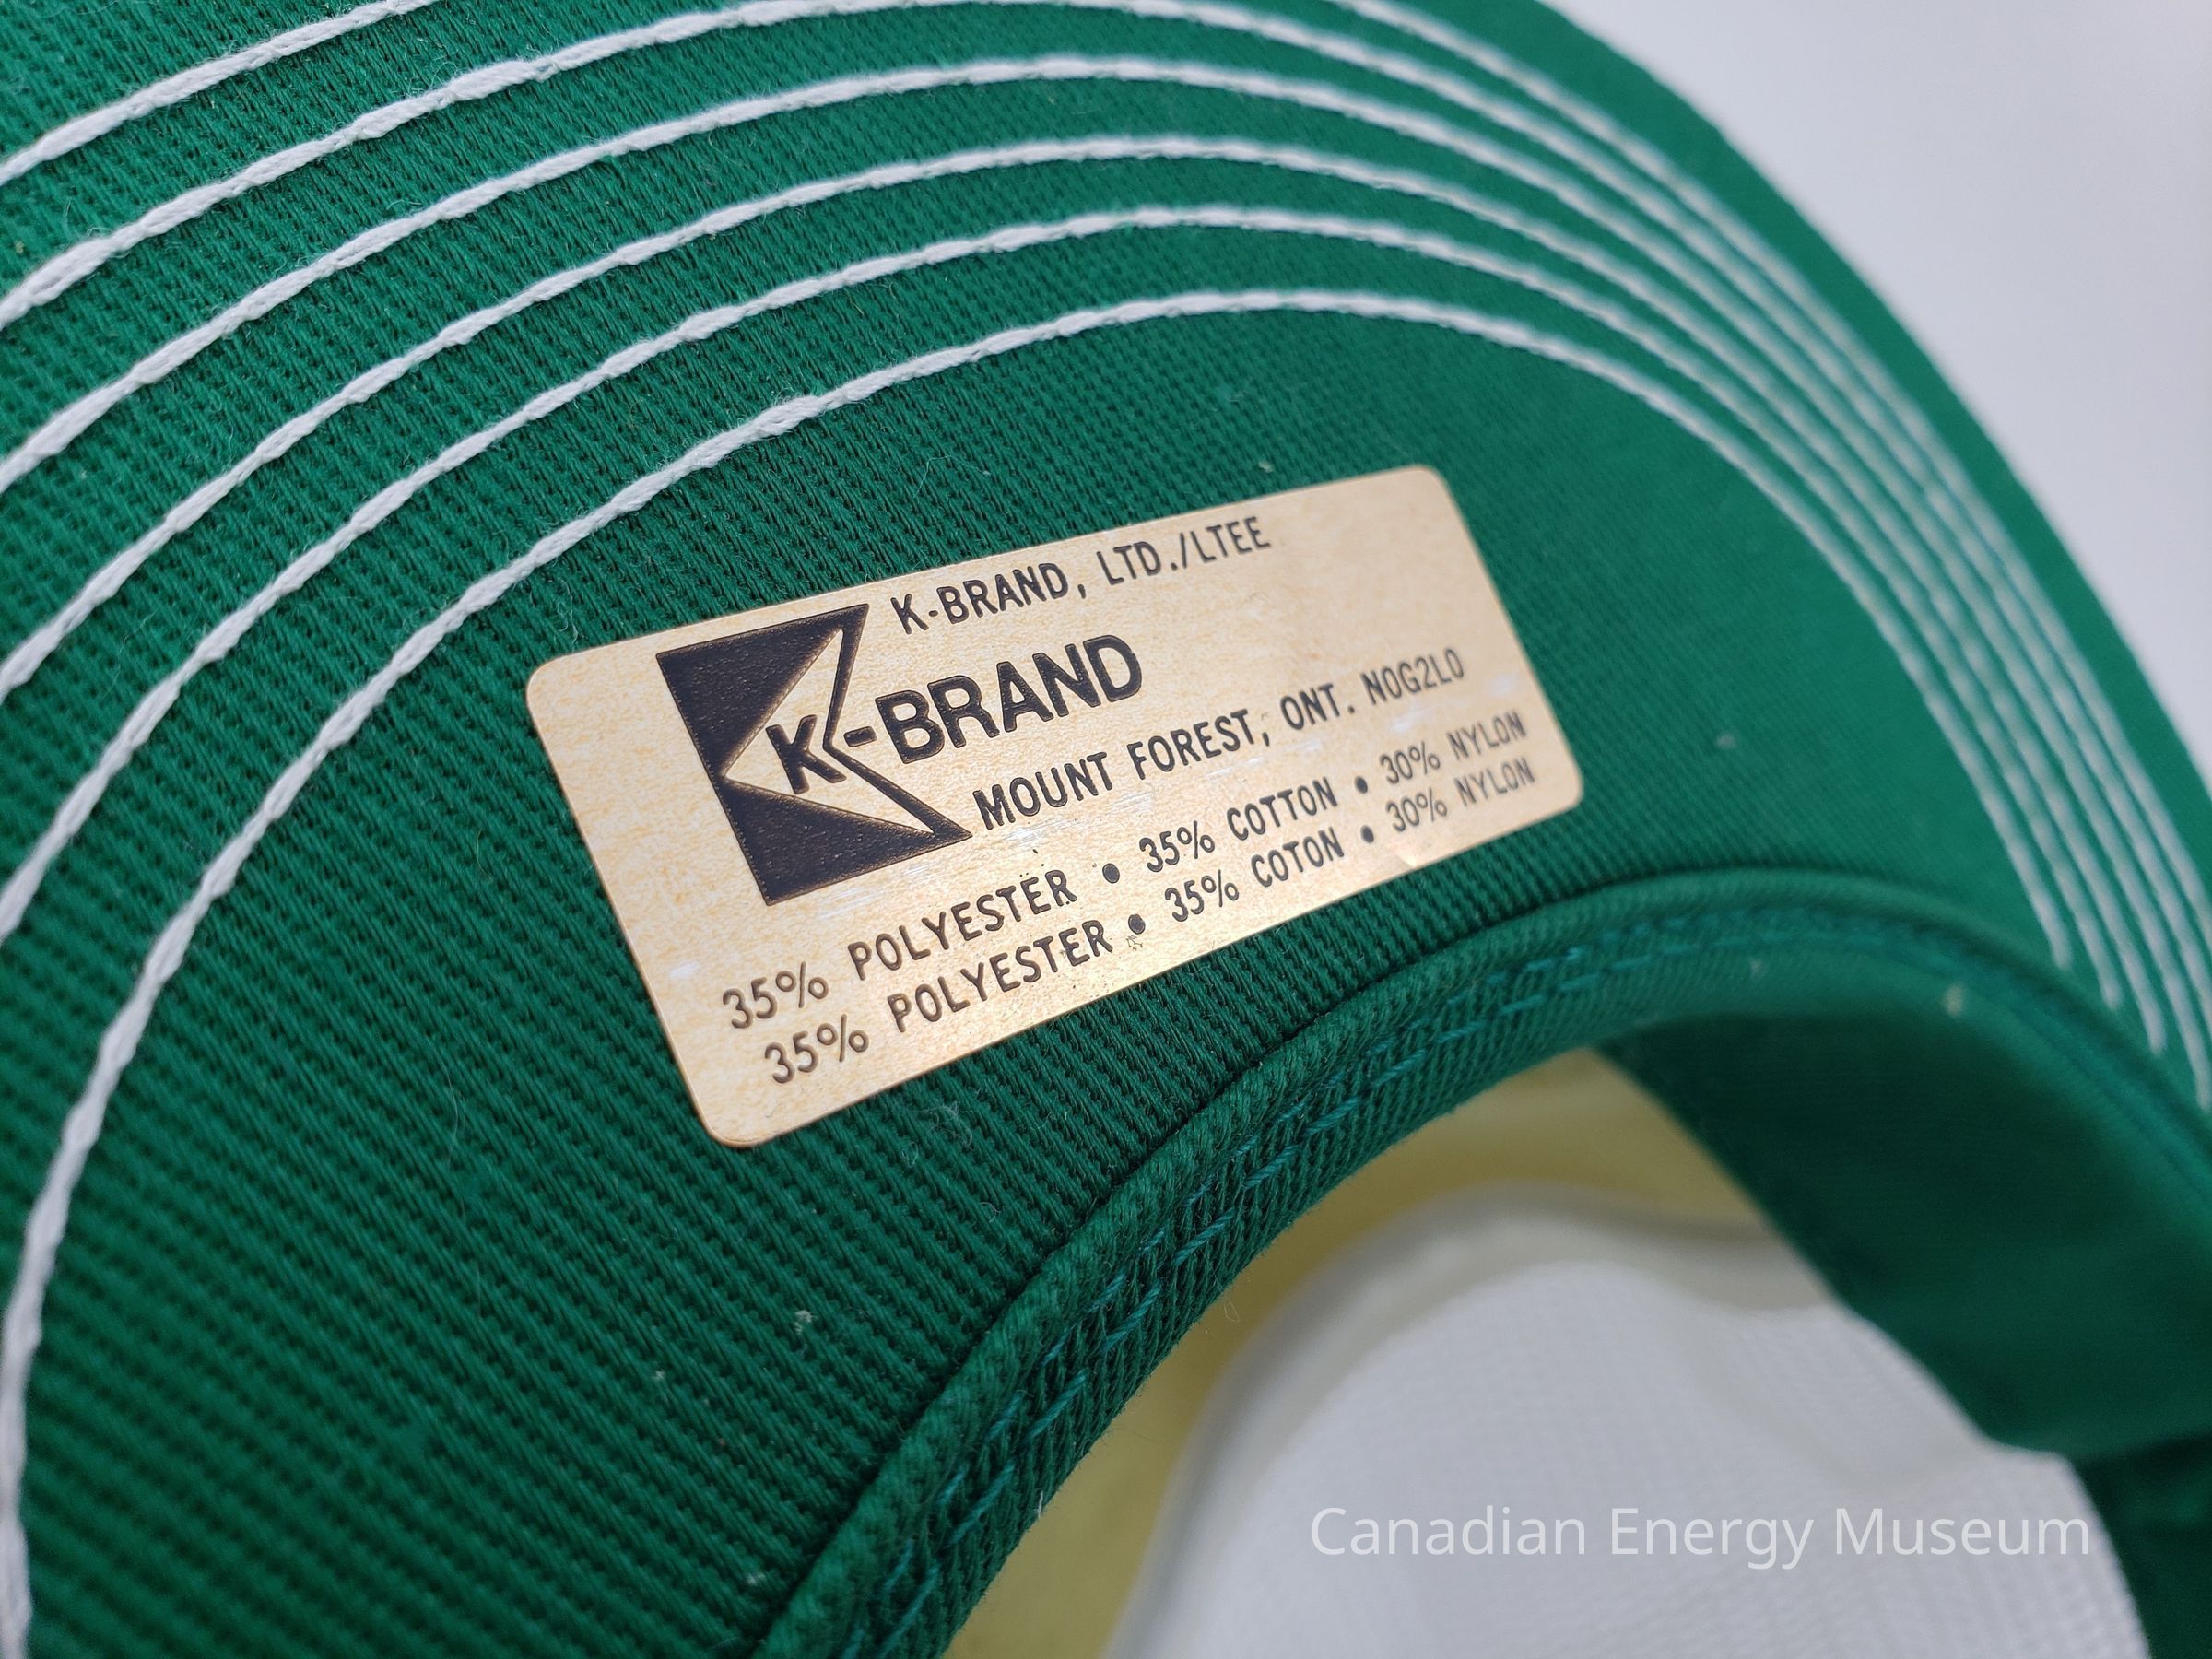 K-BRAND, LTD./LTEE
K-BRAND
MOUNT FOREST, ONT. N0G2L0
35% POLYESTER • 35% COTTON • 30% NYLON
35% POLYESTER • 35% COTON • 30% NYLON
Canadian Energy Museum